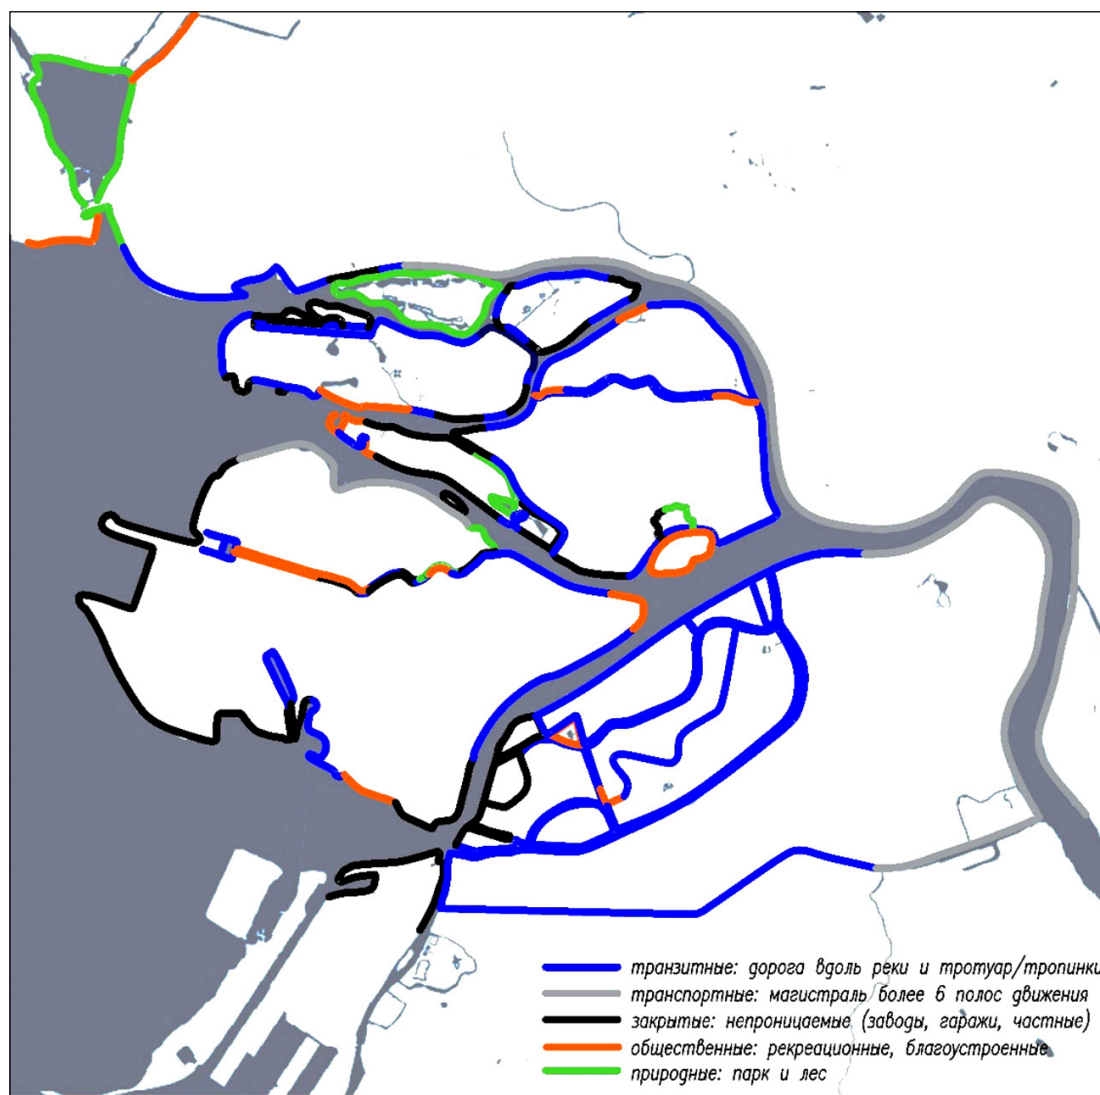 транзитные: дорога вдоль реки и тротуар/тропинки
транспортные: магистраль более 6 полос движения
закрытые: непроницаемые (заводы, гаражи, частные)
общественные: рекреационные, благоустроенные
природные: парк и лес